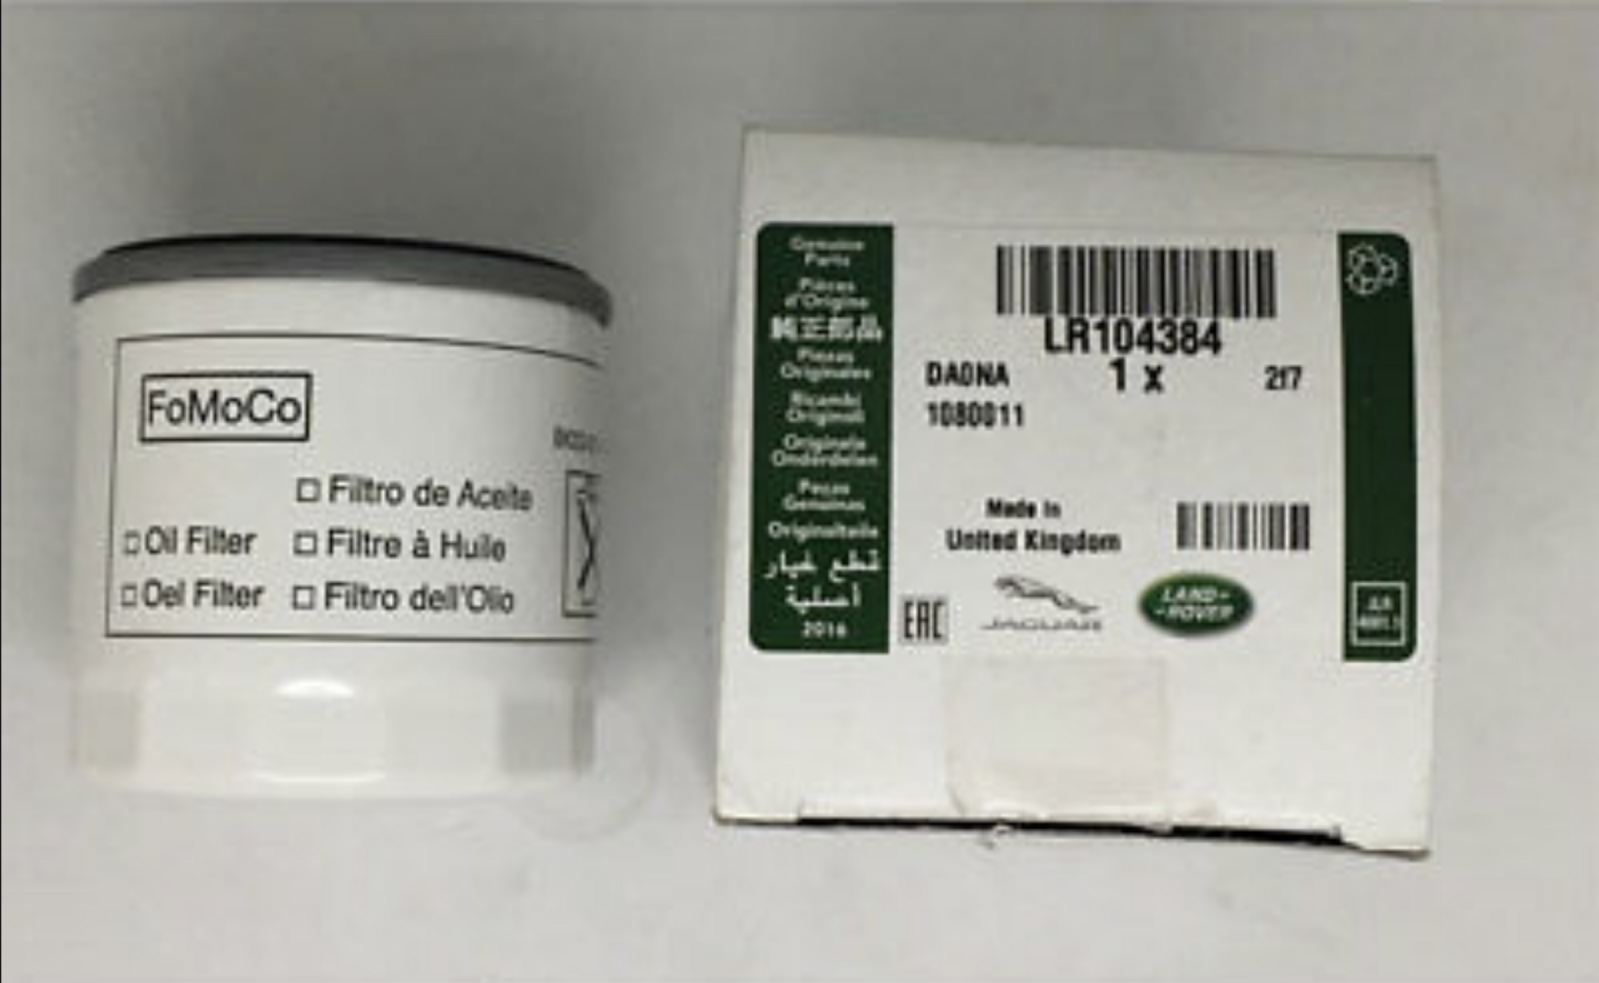 FoMoCo
Filtro de Aceite
Oil Filter
Filtre à Huile
Oel Filter
Filtro dell'Olio
Genuine
Parts
Pièces
d'Origine
純正部品
Piezas
Originales
Ricambi
Originali
Originele
Onderdelen
Peças
Genuinas
Originalteile
قطع غيار
أصلية
2016
LR104384
DA0NA
1 x
217
1080011
Made in
United Kingdom
EAC
JAGUAR
LAND-
-ROVER